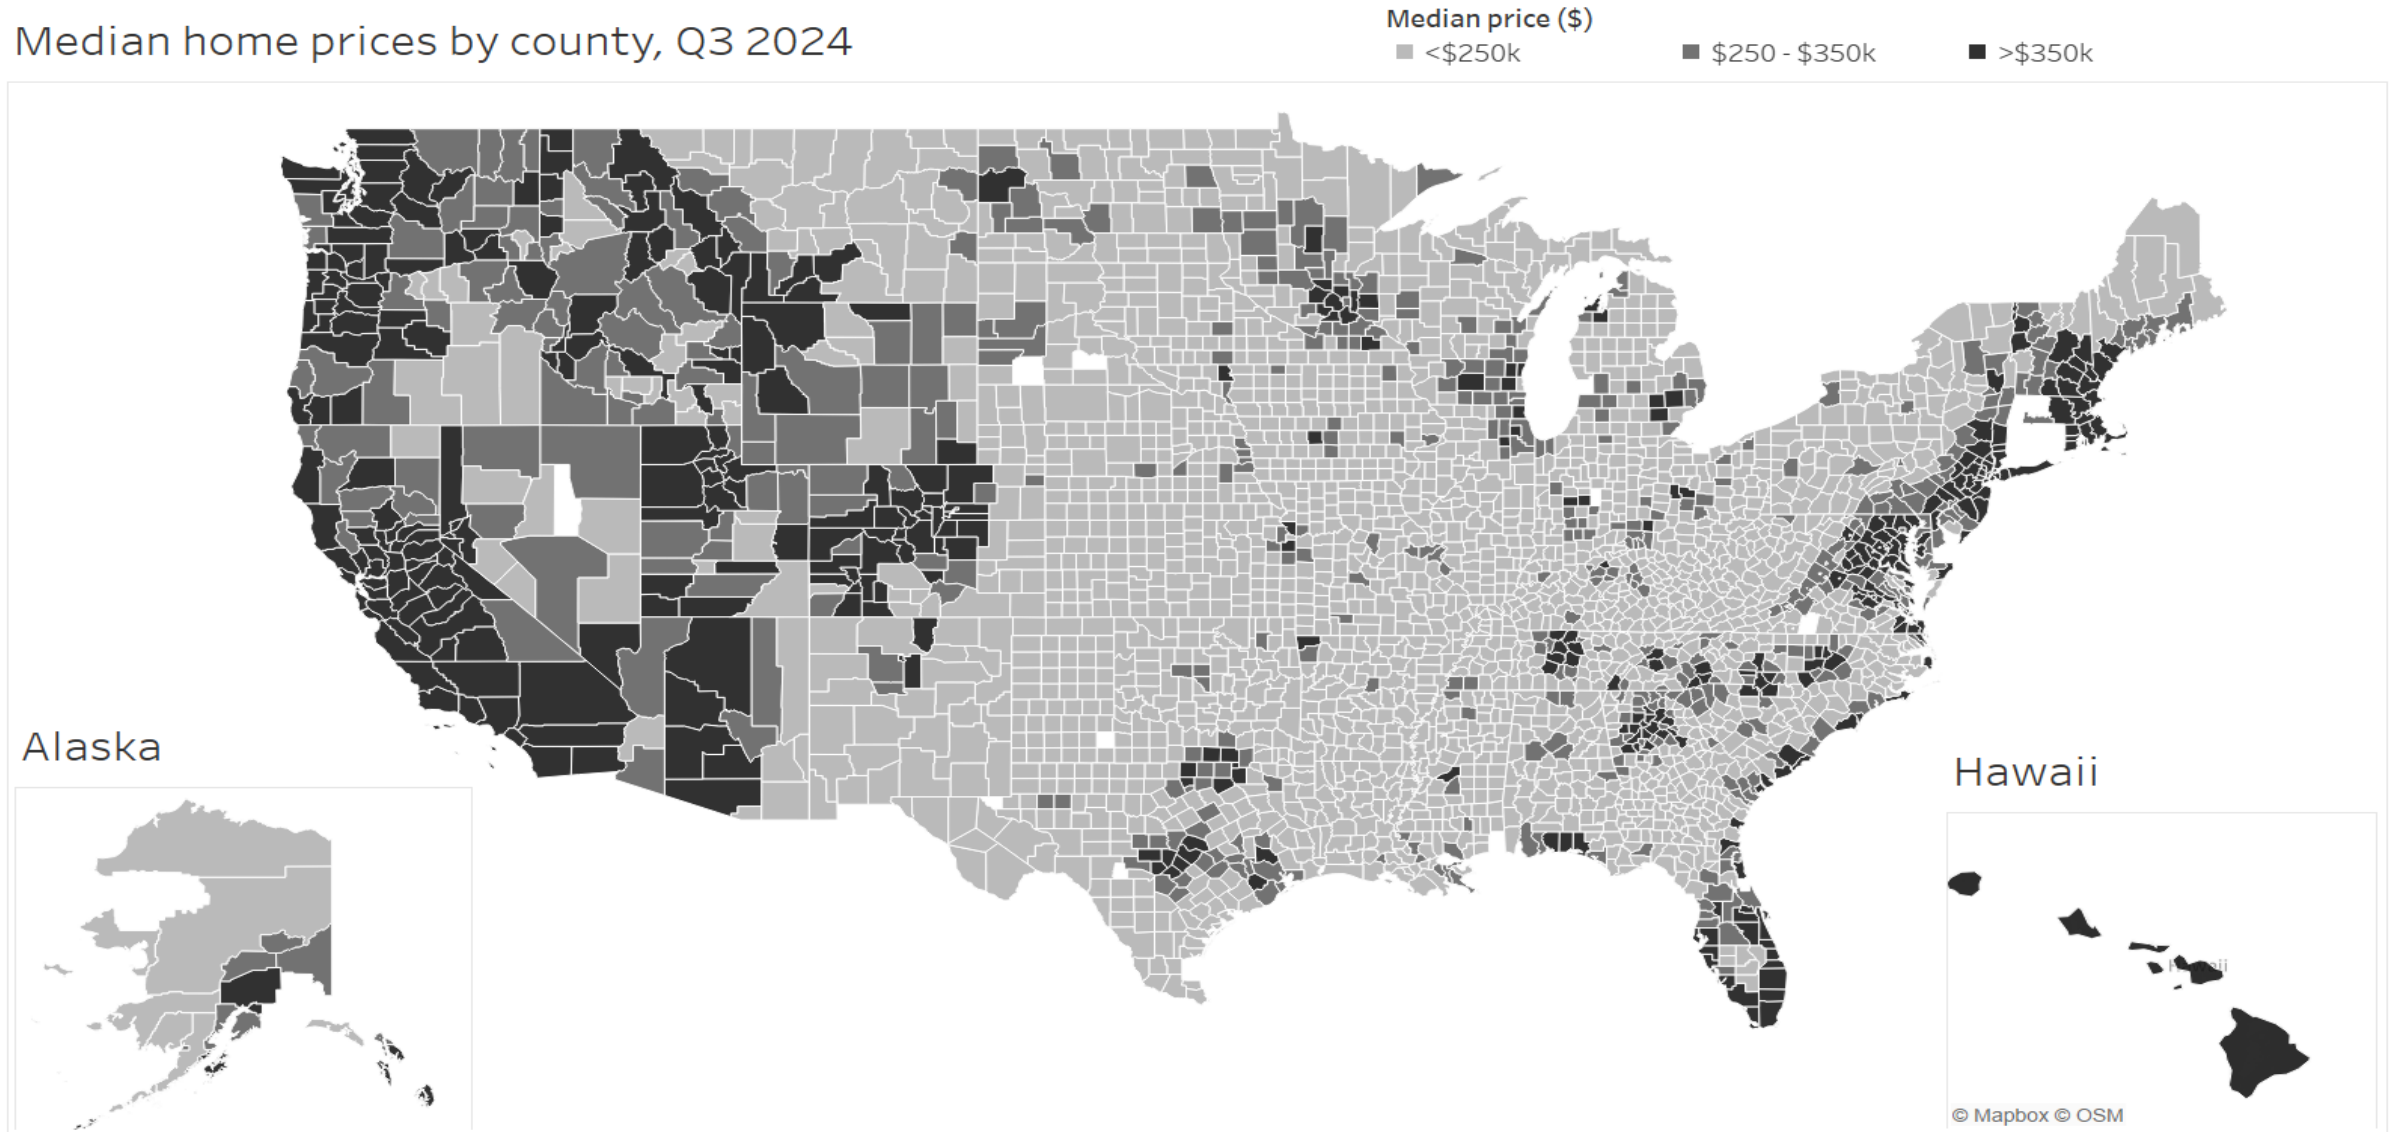 Median home prices by county, Q3 2024
Median price ($)
<$250k
$250 - $350k
>$350k
Alaska
Hawaii
© Mapbox © OSM